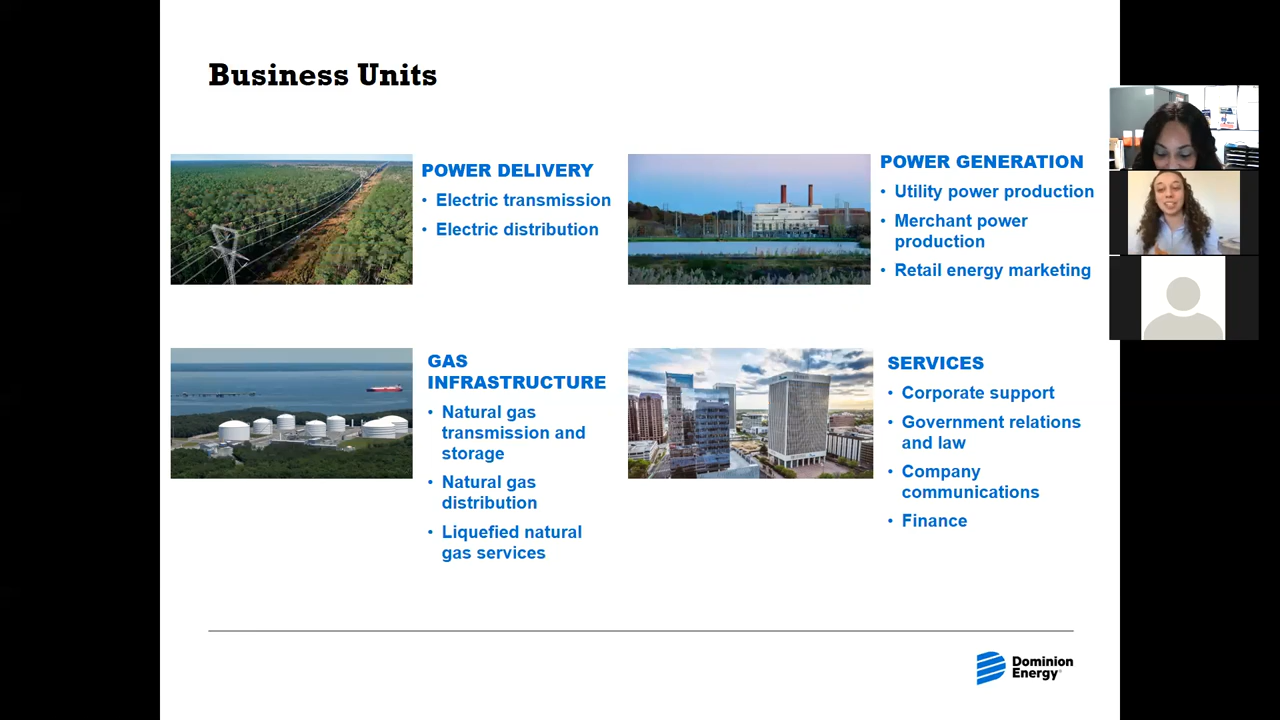 Business Units
POWER DELIVERY
• Electric transmission
• Electric distribution
POWER GENERATION
• Utility power production
• Merchant power
production
• Retail energy marketing
GAS
INFRASTRUCTURE
• Natural gas
transmission and
storage
• Natural gas
distribution
• Liquefied natural
gas services
SERVICES
• Corporate support
• Government relations
and law
• Company
communications
• Finance
Dominion
Energy